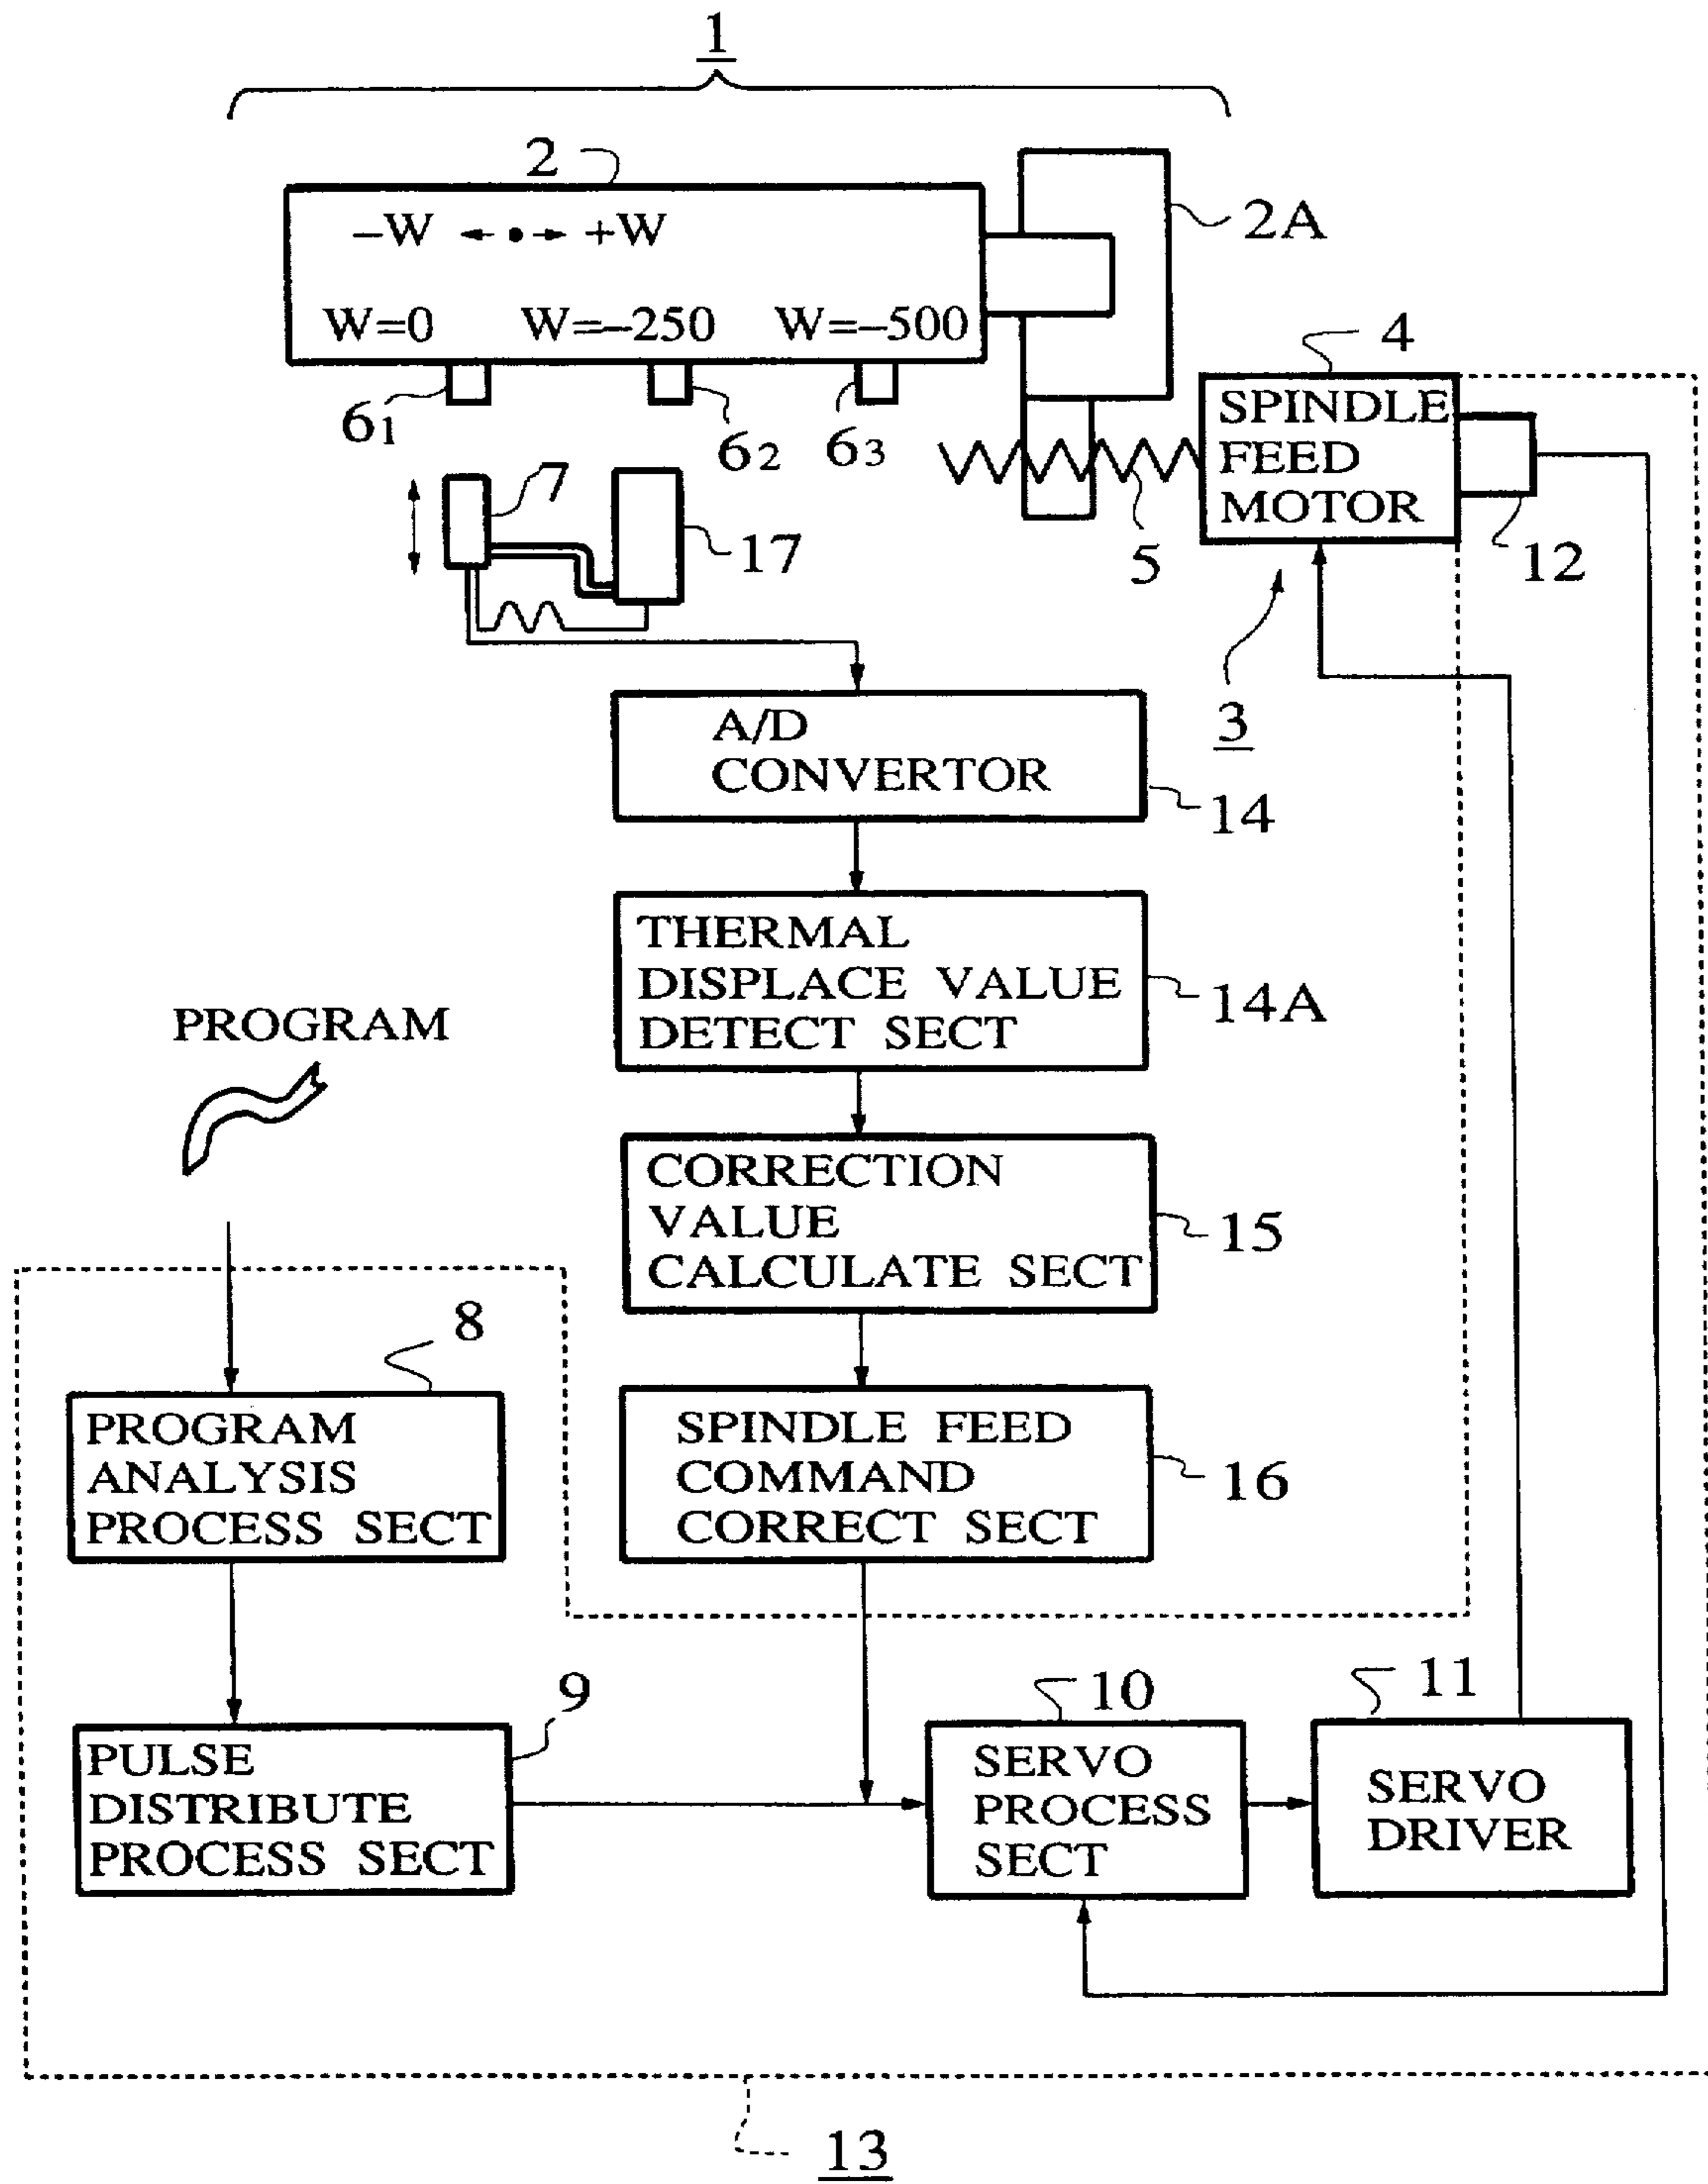 1
2
2A
–W +W
W=0 W=–250 W=–500
4
61
62
63
SPINDLE
FEED
MOTOR
7
17
5
12
3
A/D
CONVERTOR
14
THERMAL
DISPLACE VALUE
DETECT SECT
14A
PROGRAM
CORRECTION
VALUE
CALCULATE SECT
15
8
PROGRAM
ANALYSIS
PROCESS SECT
SPINDLE FEED
COMMAND
CORRECT SECT
16
9
PULSE
DISTRIBUTE
PROCESS SECT
10
SERVO
PROCESS
SECT
11
SERVO
DRIVER
13